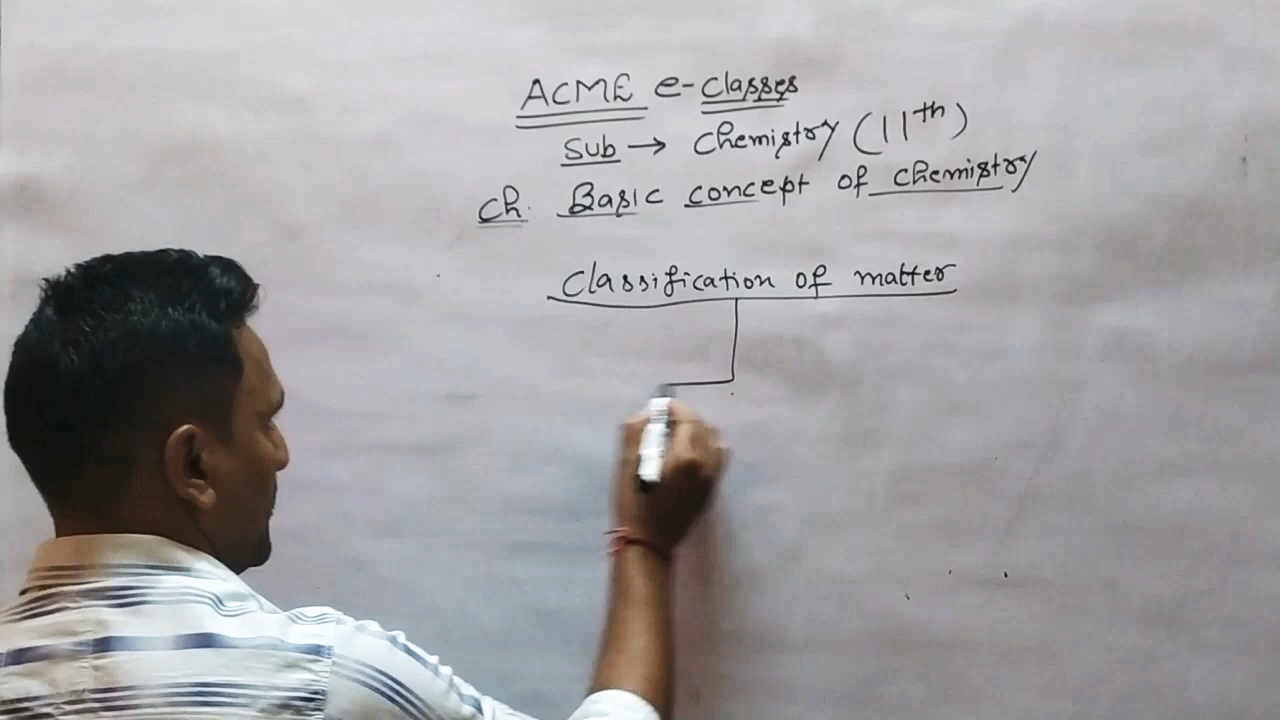 ACME e-classes
Sub → Chemistry (11th)
Ch. Basic concept of chemistry
Classification of matter